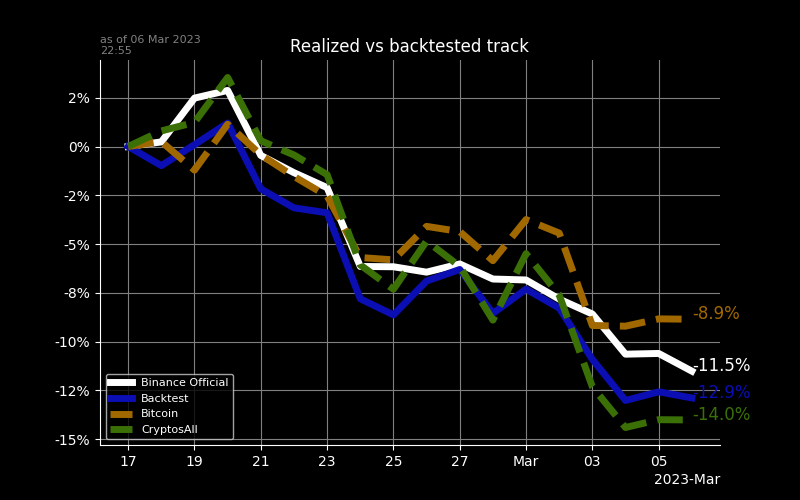 as of 06 Mar 2023
22:55
Realized vs backtested track
2%
0%
-2%
-5%
-8%
-10%
-12%
-15%
-8.9%
-11.5%
-12.9%
-14.0%
Binance Official
Backtest
Bitcoin
CryptosAll
17 19 21 23 25 27 Mar 03 05
2023-Mar